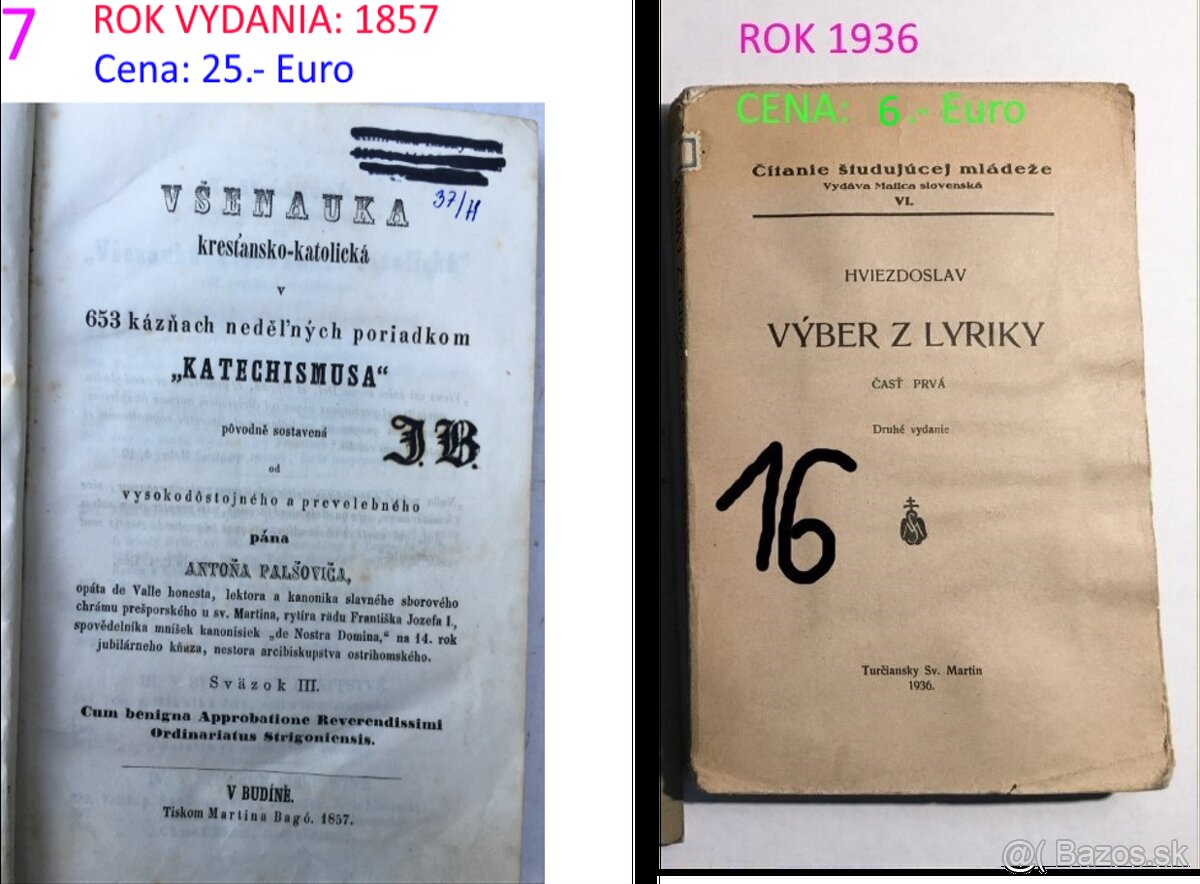 7
ROK VYDANIA: 1857
Cena: 25.- Euro
37/H
VŠENAUKA
kresťansko-katolická
v
653 kázňach neděľných poriadkom
„KATECHISMUSA“
pôvodně sostavená
J. B.
od
vysokodôstojného a prevelebného
pána
ANTOŇA PALŠOVIČA,
opáta de Valle honesta, lektora a kanonika slavného sborového
chrámu prešporského u sv. Martina, rytíra rádu Františka Jozefa I.,
spovědelníka mníšek kanonisiek „de Nostra Domina,“ na 14. rok
jubilárneho kňaza, nestora arcibiskupstva ostrihomského.
Sväzok III.
Cum benigna Approbatione Reverendissimi
Ordinariatus Strigoniensis.
V BUDÍNĚ.
Tiskom Martina Bagó. 1857.
ROK 1936
CENA: 6.- Euro
Čítanie študujúcej mládeže
Vydáva Matica slovenská
VI.
HVIEZDOSLAV
VÝBER Z LYRIKY
ČASŤ PRVÁ
Druhé vydanie
16
Turčiansky Sv. Martin
1936.
@( Bazos.sk